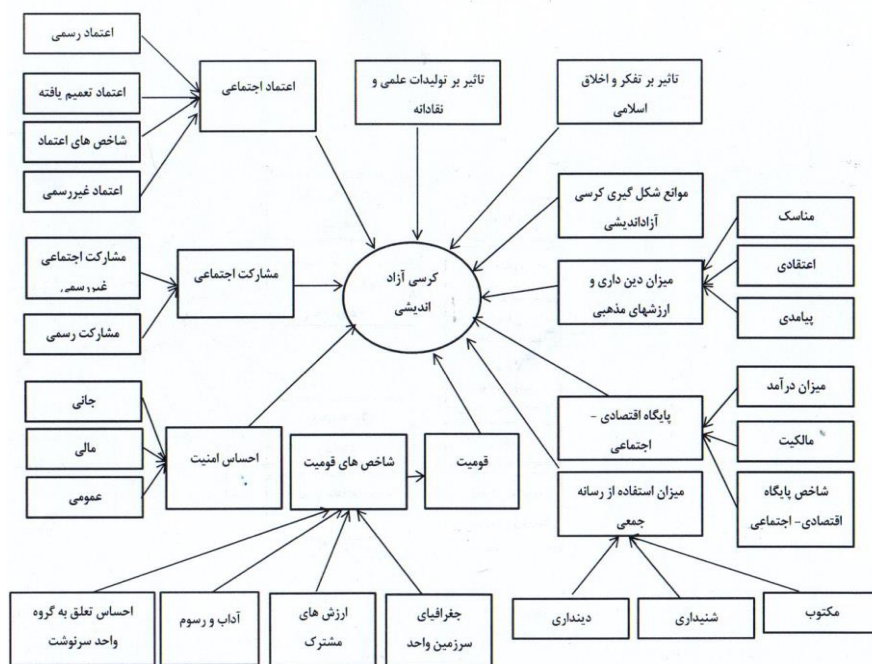 اعتماد رسمی
اعتماد تعمیم یافته
شاخص های اعتماد
اعتماد غیررسمی
اعتماد اجتماعی
تاثیر بر تولیدات علمی و
نقادانه
تاثیر بر تفکر و اخلاق
اسلامی
موانع شکل گیری کرسی
آزاداندیشی
مناسک
اعتقادی
پیامدی
میزان دین داری و
ارزشهای مذهبی
کرسی آزاد
اندیشی
مشارکت اجتماعی
مشارکت اجتماعی
غیررسمی
مشارکت رسمی
جانی
مالی
عمومی
احساس امنیت
شاخص های قومیت
قومیت
پایگاه اقتصادی -
اجتماعی
میزان درآمد
مالکیت
شاخص پایگاه
اقتصادی- اجتماعی
میزان استفاده از رسانه
جمعی
مکتوب
شنیداری
دینداری
جغرافیای
سرزمین واحد
ارزش های
مشترک
آداب و رسوم
احساس تعلق به گروه
واحد سرنوشت